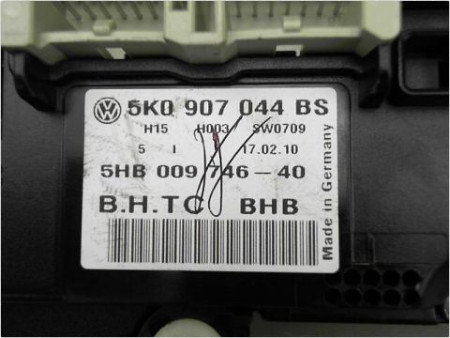 5K0 907 044 BS
H15 H003 SW0709
5 I 17.02.10
5HB 009 746-40
B.H.TC BHB
Made in Germany